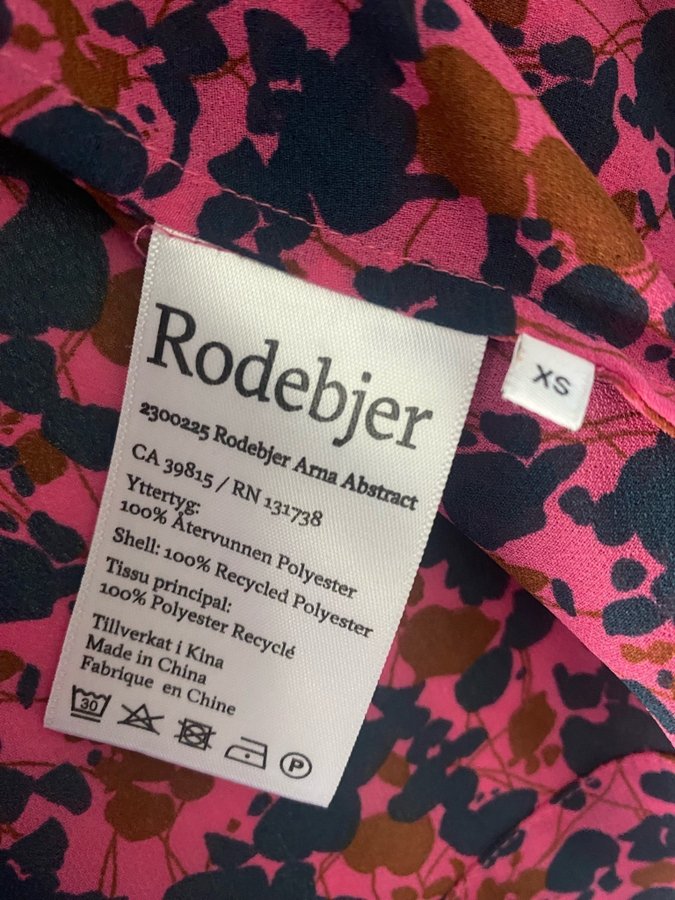 Rodebjer
XS
2300225 Rodebjer Arna Abstract
CA 39815 / RN 131738
Yttertyg:
100% Återvunnen Polyester
Shell: 100% Recycled Polyester
Tissu principal:
100% Polyester Recyclé
Tillverkat i Kina
Made in China
Fabrique en Chine
30
P